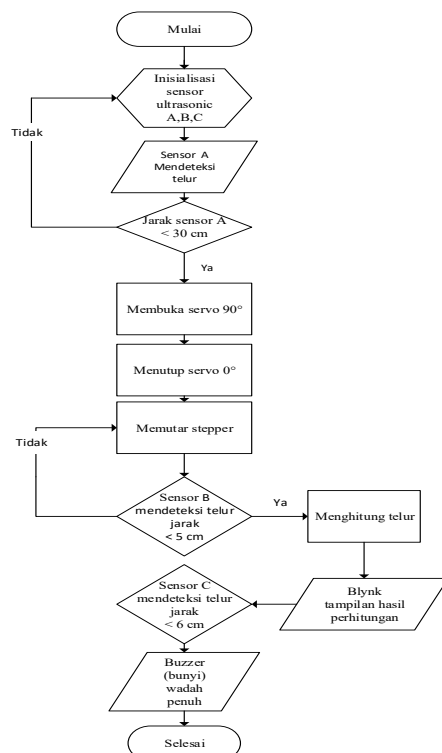 Mulai
Inisialisasi
sensor
ultrasonic
A,B,C
Tidak
Sensor A
Mendeteksi
telur
Jarak sensor A
< 30 cm
Ya
Membuka servo 90°
Menutup servo 0°
Memutar stepper
Tidak
Sensor B
mendeteksi telur
jarak
< 5 cm
Ya
Menghitung telur
Blynk
tampilan hasil
perhitungan
Sensor C
mendeteksi telur
jarak
< 6 cm
Buzzer
(bunyi)
wadah
penuh
Selesai